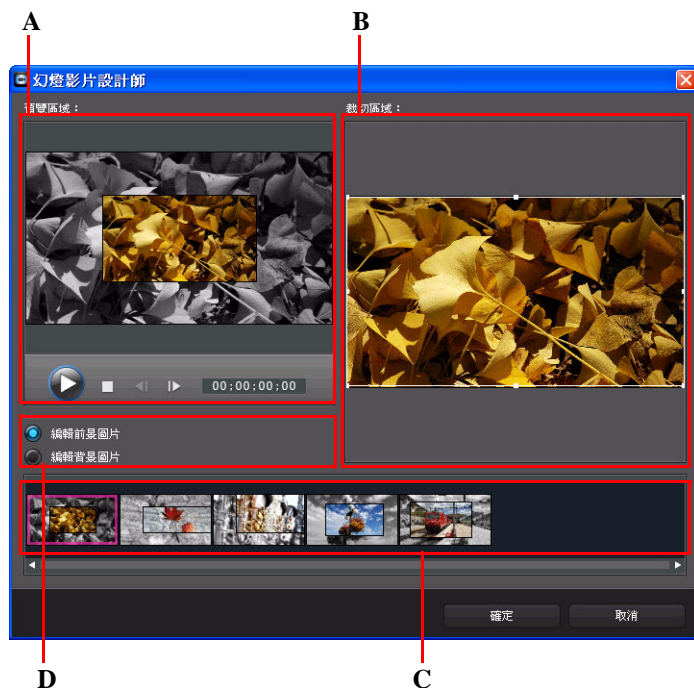 A
B
幻燈影片設計師
預覽區域：
裁切區域：
00;00;00;00
編輯前景圖片
編輯背景圖片
確定
取消
D
C